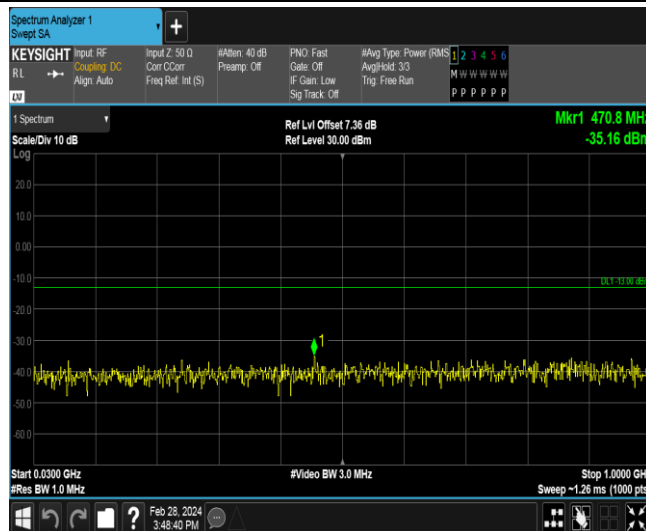 Spectrum Analyzer 1
Swept SA
+
KEYSIGHT
RL
LXI
Input: RF
Coupling: DC
Align: Auto
Input Z: 50 Ω
Corr CCorr
Freq Ref: Int (S)
#Atten: 40 dB
Preamp: Off
PNO: Fast
Gate: Off
IF Gain: Low
Sig Track: Off
#Avg Type: Power (RMS
Avg|Hold: 3/3
Trig: Free Run
1 2 3 4 5 6
M W W W W W
P P P P P P
1 Spectrum
Scale/Div 10 dB
Log
Ref Lvl Offset 7.36 dB
Ref Level 30.00 dBm
Mkr1 470.8 MHz
-35.16 dBm
20.0
10.0
0.00
-10.0
DL1 -13.00 dBm
-20.0
-30.0
1
-40.0
-50.0
-60.0
Start 0.0300 GHz
#Res BW 1.0 MHz
#Video BW 3.0 MHz
Stop 1.0000 GH
Sweep ~1.26 ms (1000 pts
?
Feb 28, 2024
3:48:40 PM